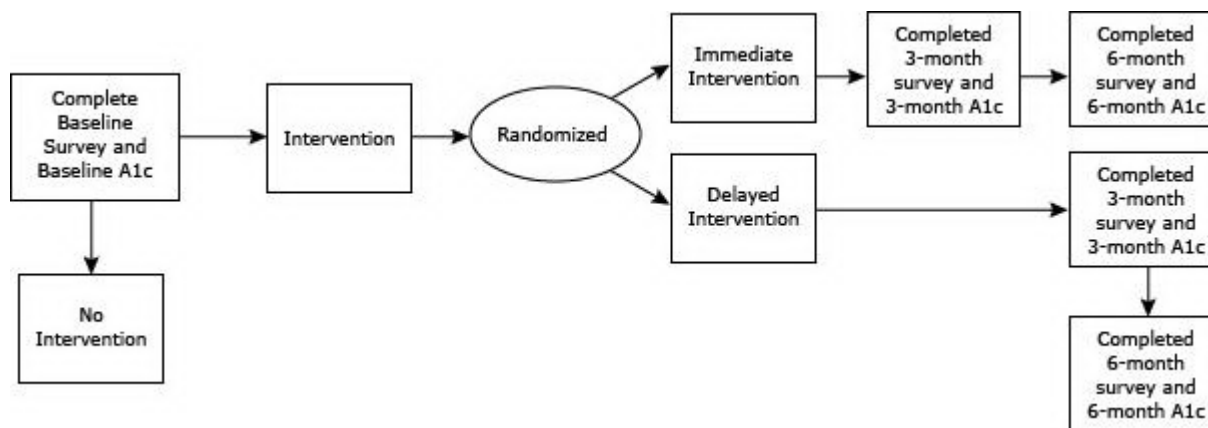 Complete
Baseline
Survey and
Baseline A1c
Intervention
Randomized
Immediate
Intervention
Completed
3-month
survey and
3-month A1c
Completed
6-month
survey and
6-month A1c
Delayed
Intervention
Completed
3-month
survey and
3-month A1c
No
Intervention
Completed
6-month
survey and
6-month A1c